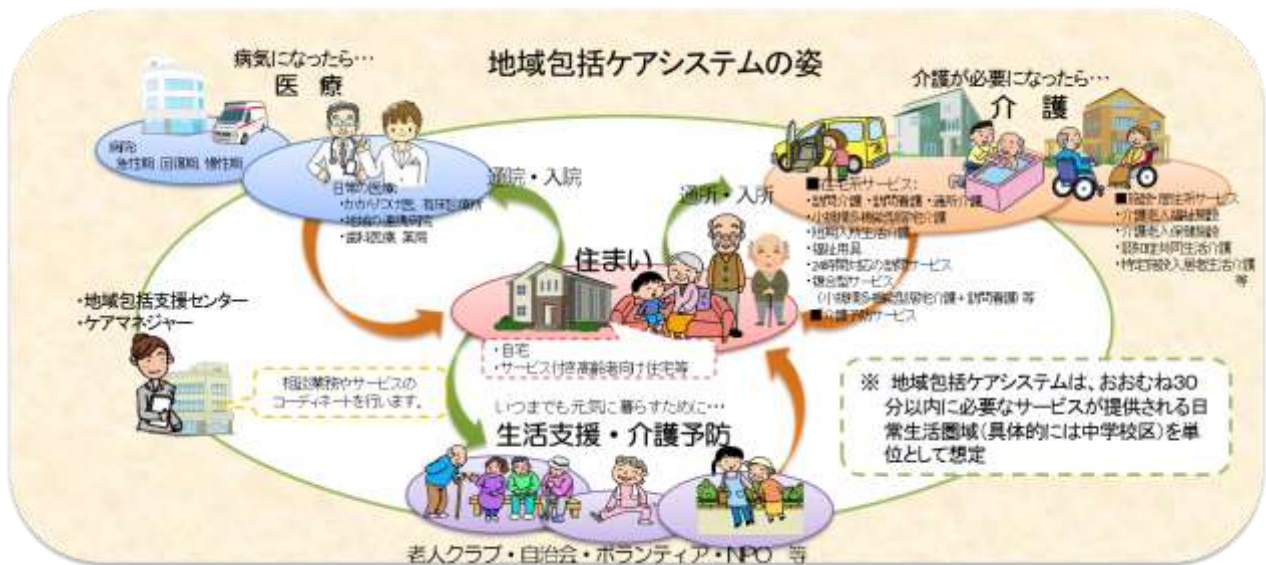 地域包括ケアシステムの姿
病気になったら…
医 療
病院:
急性期、回復期、慢性期
日常の医療:
・かかりつけ医、有床診療所
・地域の連携病院
・歯科医療、薬局
通院・入院
通所・入所
介護が必要になったら…
介 護
■在宅系サービス:
・訪問介護・訪問看護・通所介護
・小規模多機能型居宅介護
・短期入所生活介護
・福祉用具
・24時間対応の訪問サービス
・複合型サービス
(小規模多機能型居宅介護+訪問看護)等
■介護予防サービス
■施設・居住系サービス
・介護老人福祉施設
・介護老人保健施設
・認知症共同生活介護
・特定施設入居者生活介護
等
住まい
・自宅
・サービス付き高齢者向け住宅等
・地域包括支援センター
・ケアマネジャー
相談業務やサービスの
コーディネートを行います。
いつまでも元気に暮らすために…
生活支援・介護予防
老人クラブ・自治会・ボランティア・NPO 等
※ 地域包括ケアシステムは、おおむね30
分以内に必要なサービスが提供される日
常生活圏域(具体的には中学校区)を単
位として想定